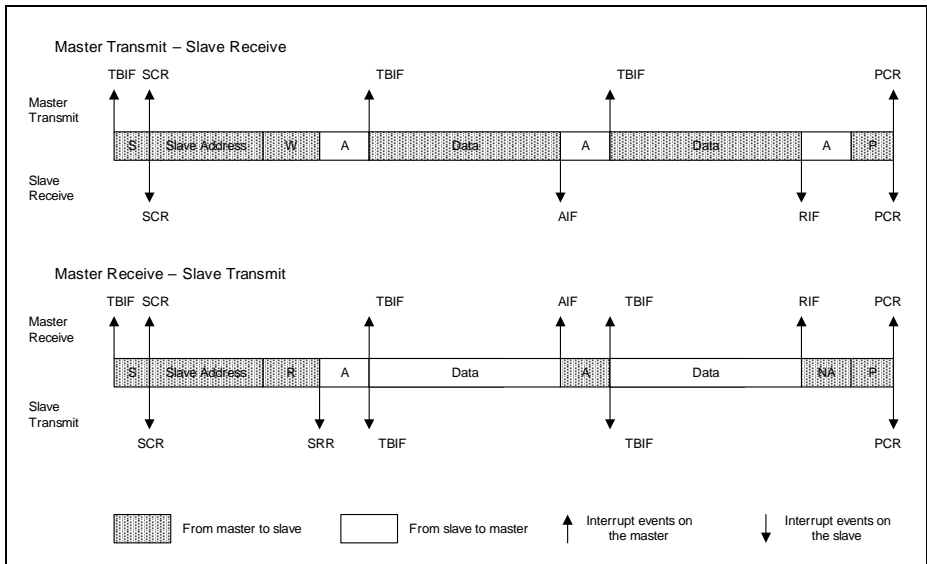 Master Transmit – Slave Receive
TBIF SCR TBIF TBIF PCR
Master
Transmit
S Slave Address W A Data A Data A P
Slave
Receive
SCR AIF RIF PCR
Master Receive – Slave Transmit
TBIF SCR TBIF AIF TBIF RIF PCR
Master
Receive
S Slave Address R A Data A Data NA P
Slave
Transmit
SCR SRR TBIF TBIF PCR
From master to slave
From slave to master
Interrupt events on
the master
Interrupt events on
the slave